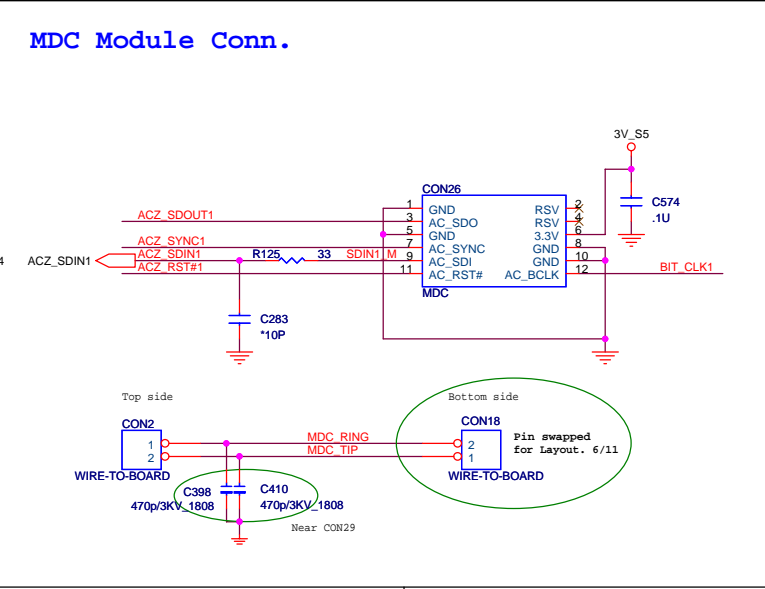 MDC Module Conn.
3V_S5
CON26
C574
.1U
1 GND RSV 2
ACZ_SDOUT1 3 AC_SDO RSV 4
5 GND 3.3V 6
ACZ_SYNC1 7 AC_SYNC GND 8
4 ACZ_SDIN1 ACZ_SDIN1 R125 33 SDIN1_M 9 AC_SDI GND 10
ACZ_RST#1 11 AC_RST# AC_BCLK 12 BIT_CLK1
MDC
C283
*10P
Top side
Bottom side
CON2
CON18
1 MDC_RING 2
2 MDC_TIP 1
Pin swapped
for Layout. 6/11
WIRE-TO-BOARD
WIRE-TO-BOARD
C398 C410
470p/3KV_1808 470p/3KV_1808
Near CON29